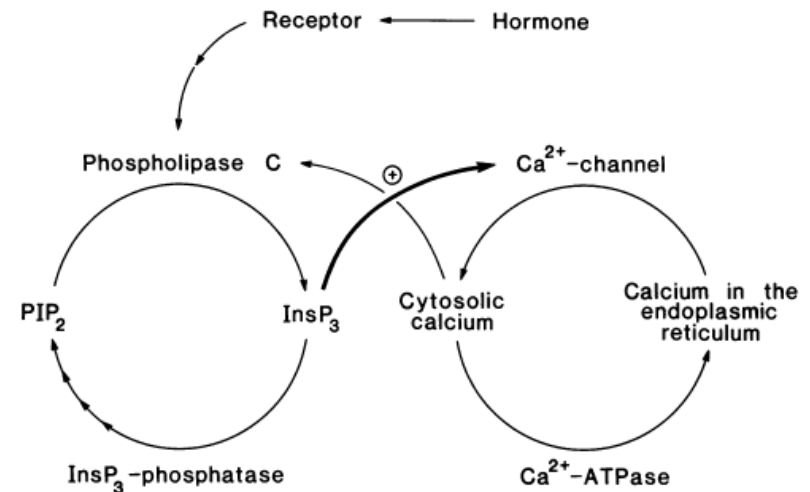 Receptor
Hormone
Phospholipase C
⊕
Ca²⁺-channel
PIP₂
InsP₃
Cytosolic
calcium
Calcium in the
endoplasmic
reticulum
InsP₃-phosphatase
Ca²⁺-ATPase